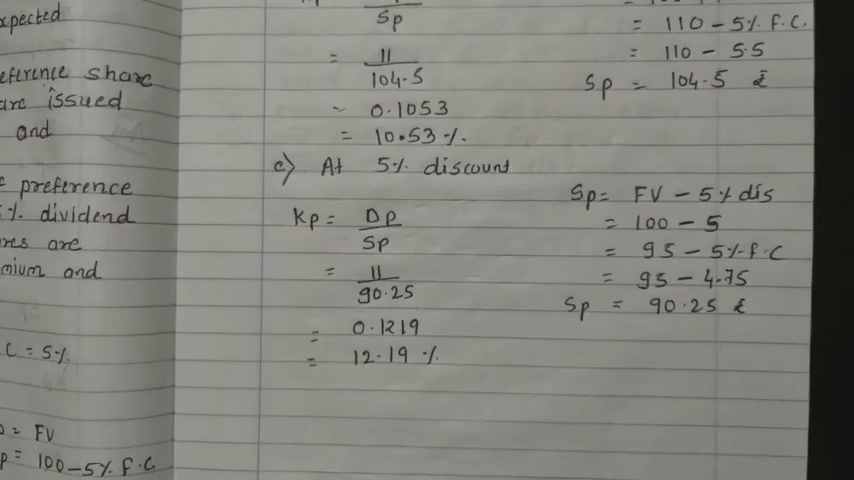 xpected
eference share
are issued
and
preference
% dividend
res are
mium and
C = 5%
= FV
p = 100 - 5% f.C
Sp
= 11
104.5
= 0.1053
= 10.53 %
c) At 5% discount
Kp = Dp
Sp
= 11
90.25
= 0.1219
= 12.19 %
= 110 - 5% f.C.
= 110 - 5.5
Sp = 104.5 ₹
Sp = FV - 5% dis
= 100 - 5
= 95 - 5% f.C
= 95 - 4.75
Sp = 90.25 ₹